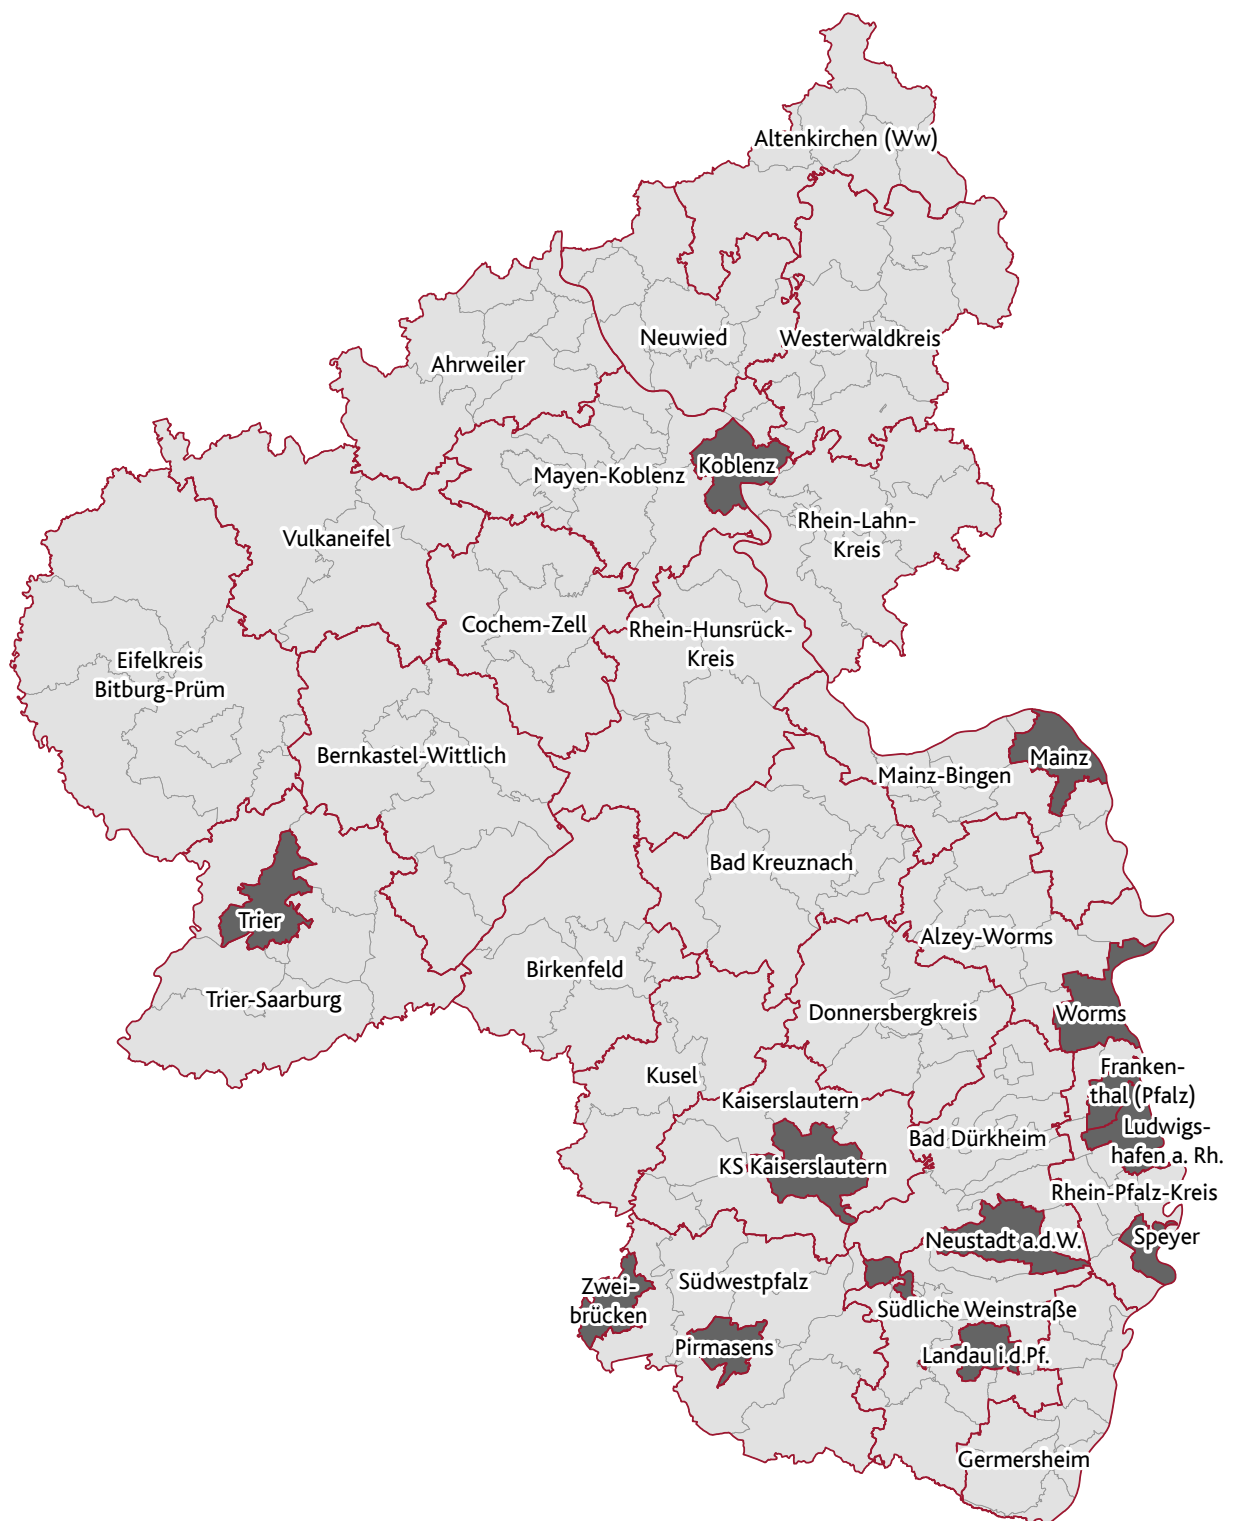 Altenkirchen (Ww)
Neuwied
Westerwaldkreis
Ahrweiler
Koblenz
Mayen-Koblenz
Rhein-Lahn-
Kreis
Vulkaneifel
Cochem-Zell
Rhein-Hunsrück-
Kreis
Eifelkreis
Bitburg-Prüm
Bernkastel-Wittlich
Mainz
Mainz-Bingen
Bad Kreuznach
Trier
Alzey-Worms
Birkenfeld
Trier-Saarburg
Donnersbergkreis
Worms
Kusel
Franken-
thal (Pfalz)
Kaiserslautern
Ludwigs-
hafen a. Rh.
Bad Dürkheim
KS Kaiserslautern
Rhein-Pfalz-Kreis
Neustadt a.d.W.
Speyer
Südwestpfalz
Zwei-
brücken
Südliche Weinstraße
Pirmasens
Landau i.d.Pf.
Germersheim